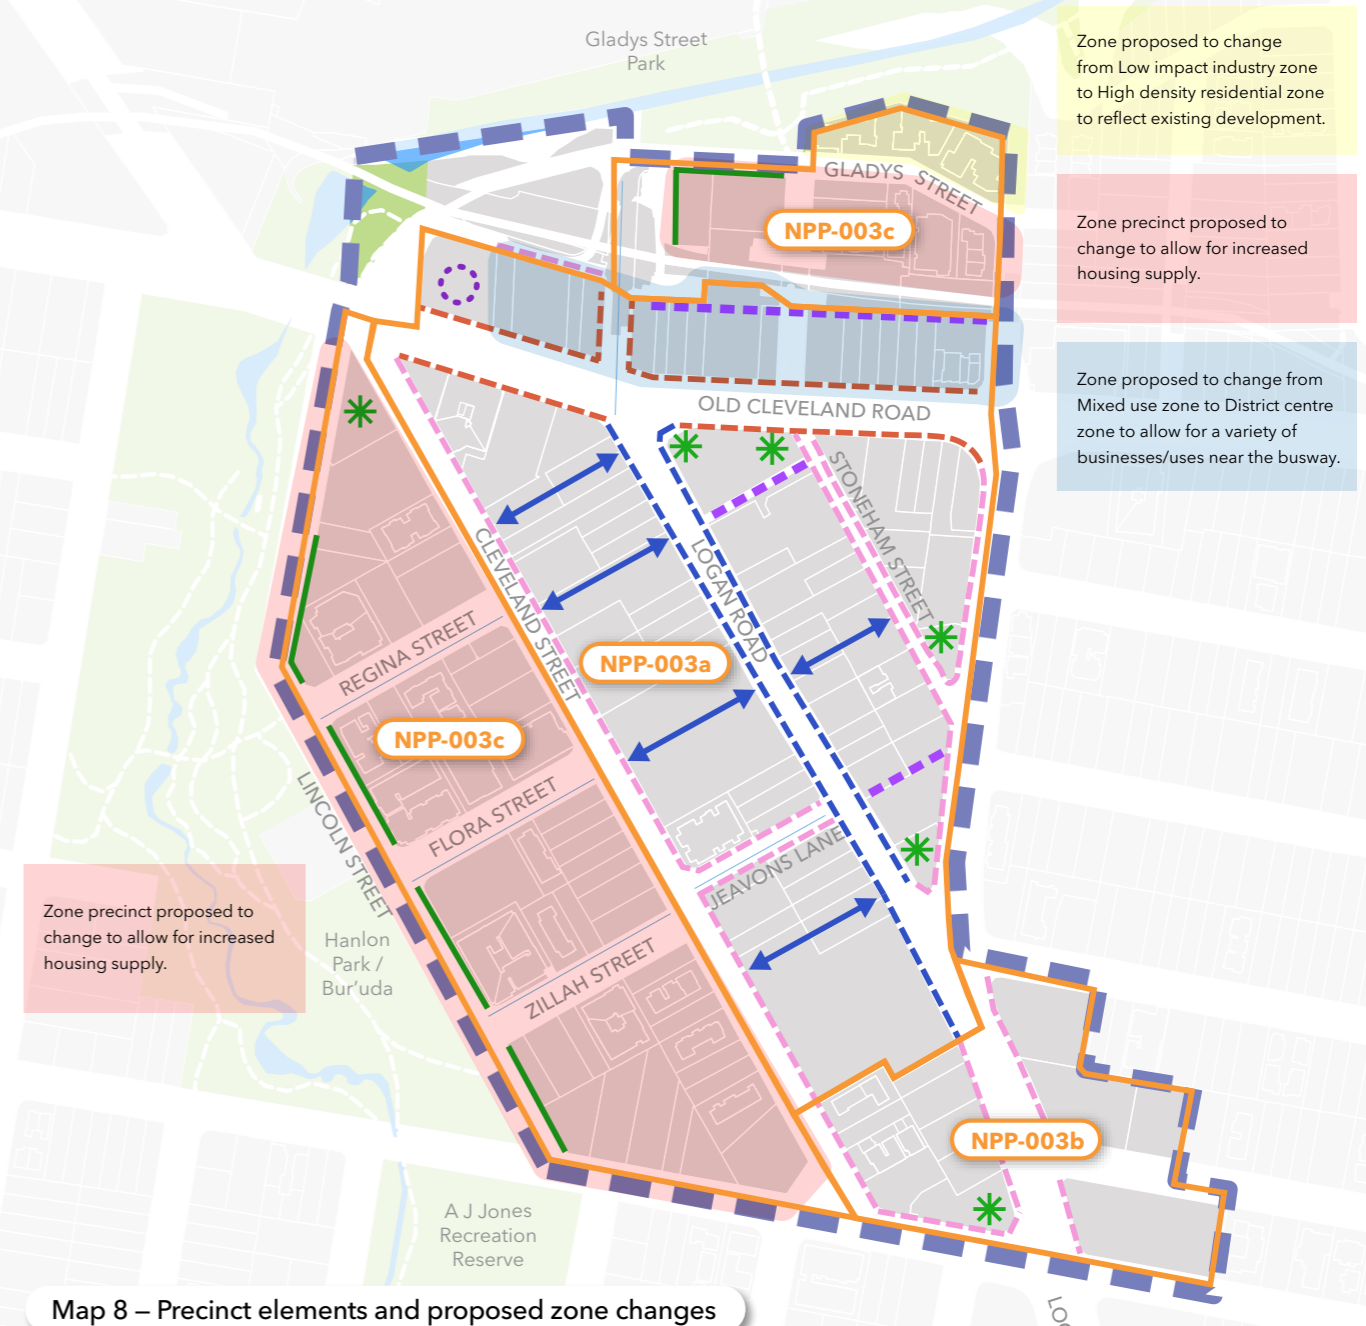 Gladys Street
Park
Zone proposed to change
from Low impact industry zone
to High density residential zone
to reflect existing development.
GLADYS STREET
NPP-003c
Zone precinct proposed to
change to allow for increased
housing supply.
Zone proposed to change from
Mixed use zone to District centre
zone to allow for a variety of
businesses/uses near the busway.
OLD CLEVELAND ROAD
STONEHAM STREET
LOGAN ROAD
CLEVELAND STREET
REGINA STREET
NPP-003a
NPP-003c
FLORA STREET
LINCOLN STREET
JEAVONS LANE
Zone precinct proposed to
change to allow for increased
housing supply.
Hanlon
Park /
Bur'uda
ZILLAH STREET
NPP-003b
A J Jones
Recreation
Reserve
Map 8 – Precinct elements and proposed zone changes